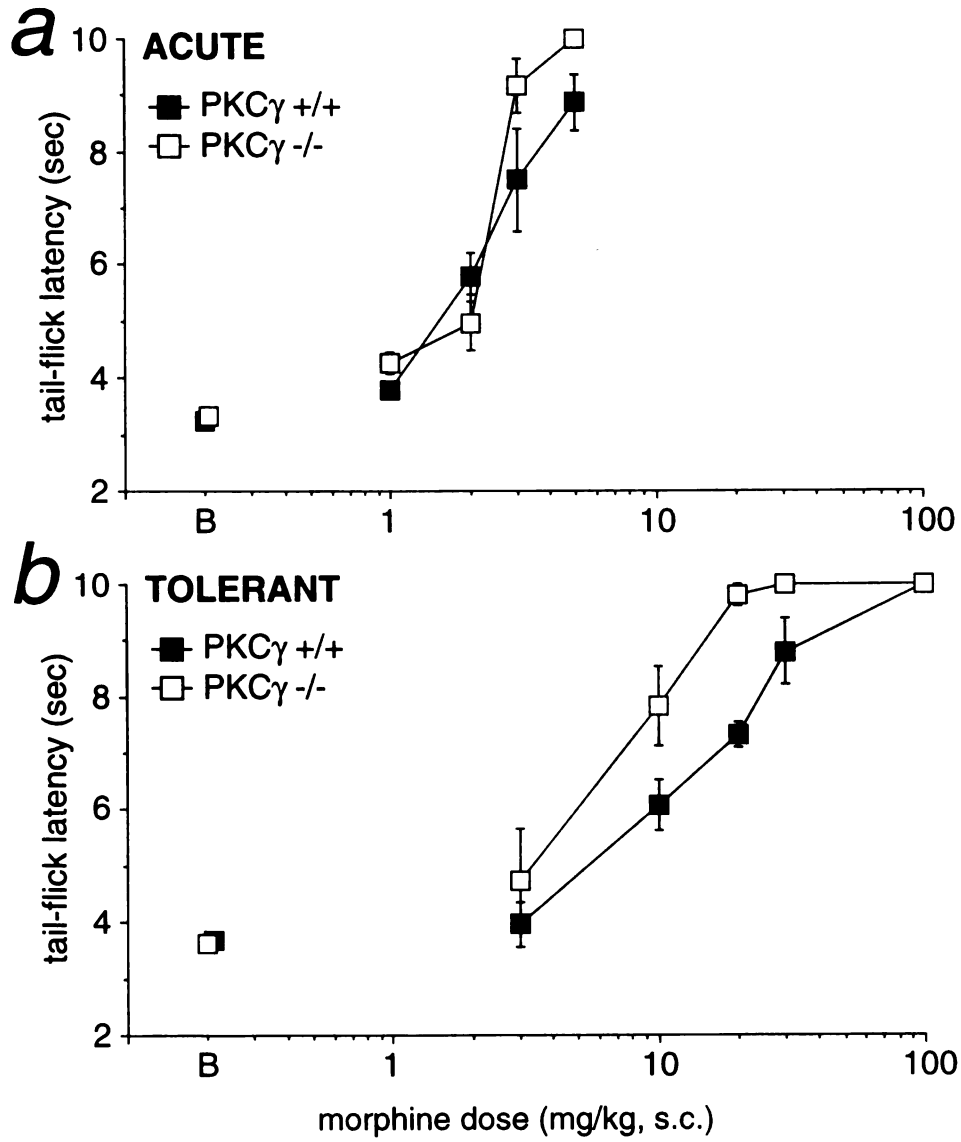 a
ACUTE
PKCγ +/+
PKCγ -/-
tail-flick latency (sec)
10
8
6
4
2
B 1 10 100
b
TOLERANT
PKCγ +/+
PKCγ -/-
tail-flick latency (sec)
10
8
6
4
2
B 1 10 100
morphine dose (mg/kg, s.c.)